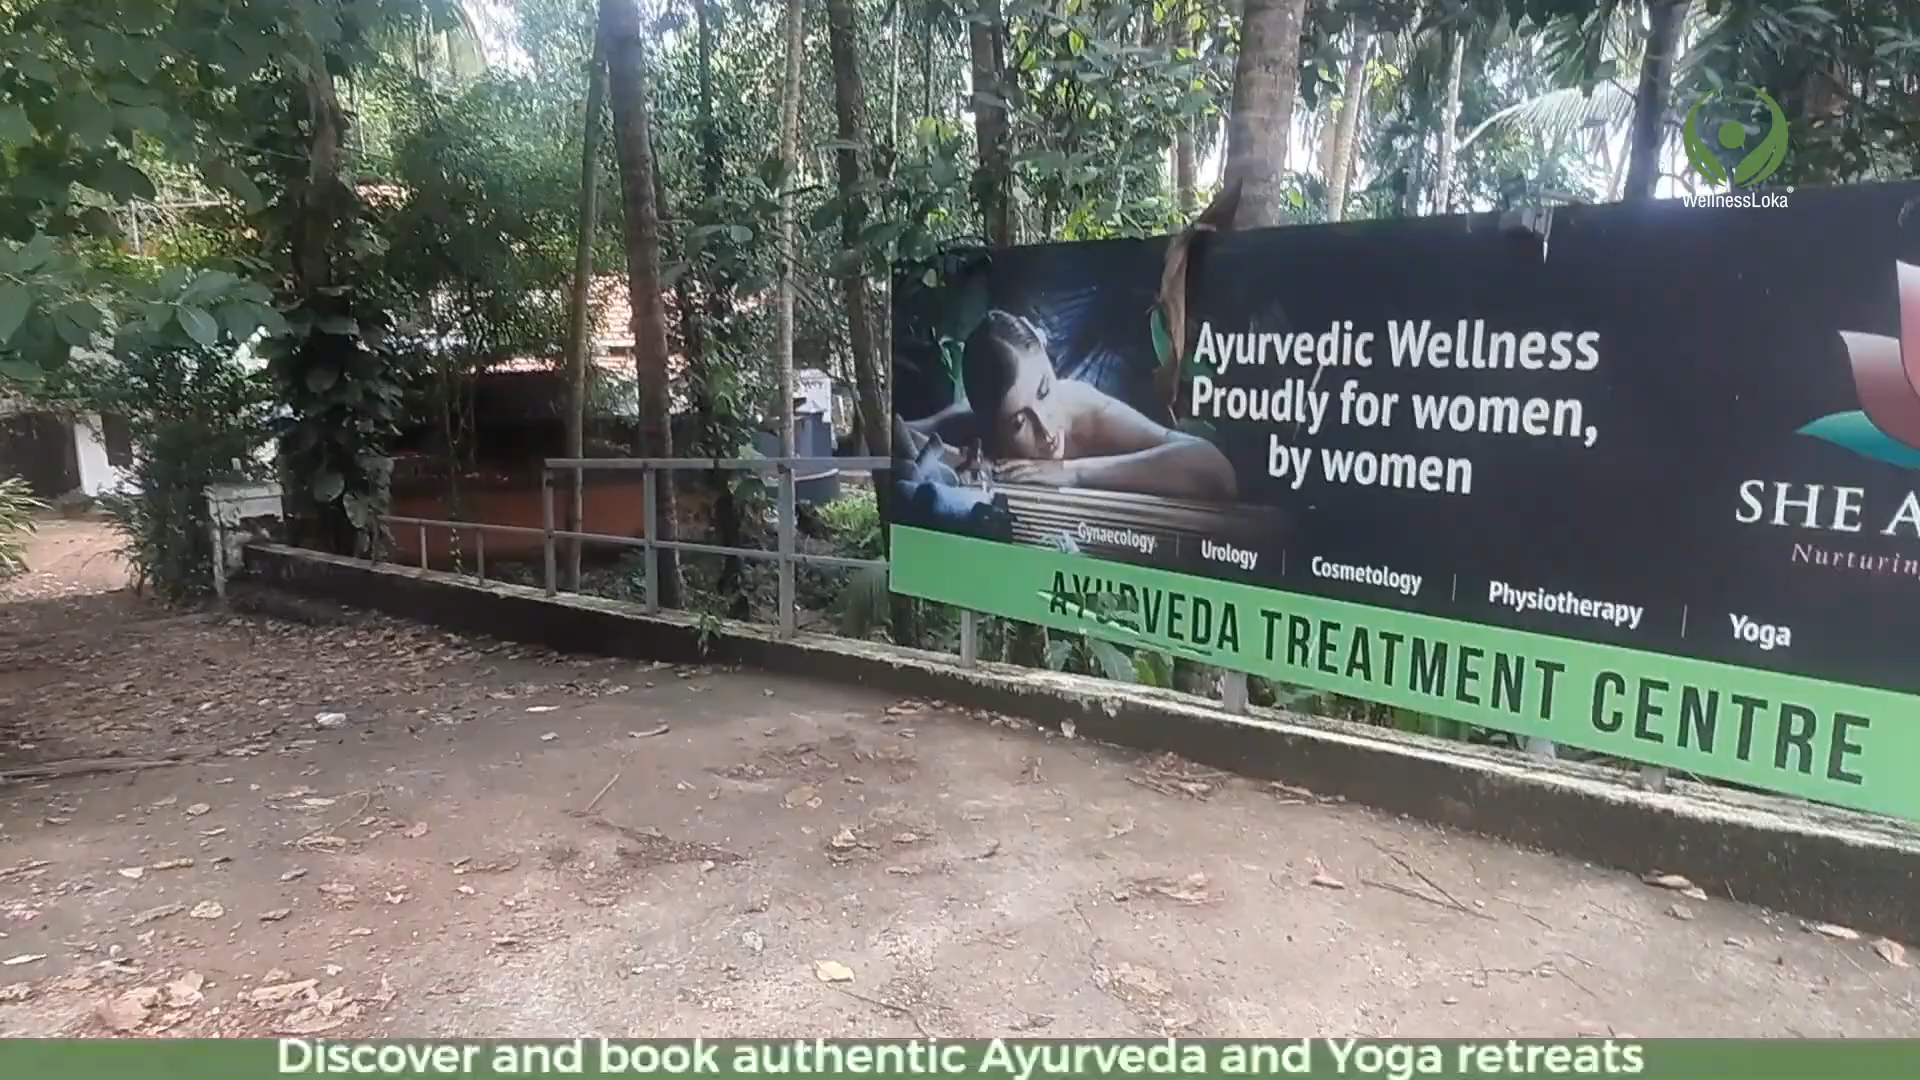 WellnessLoka®
Ayurvedic Wellness
Proudly for women,
by women
SHE A
Nurturin
Gynaecology | Urology | Cosmetology | Physiotherapy | Yoga
AYURVEDA TREATMENT CENTRE
Discover and book authentic Ayurveda and Yoga retreats